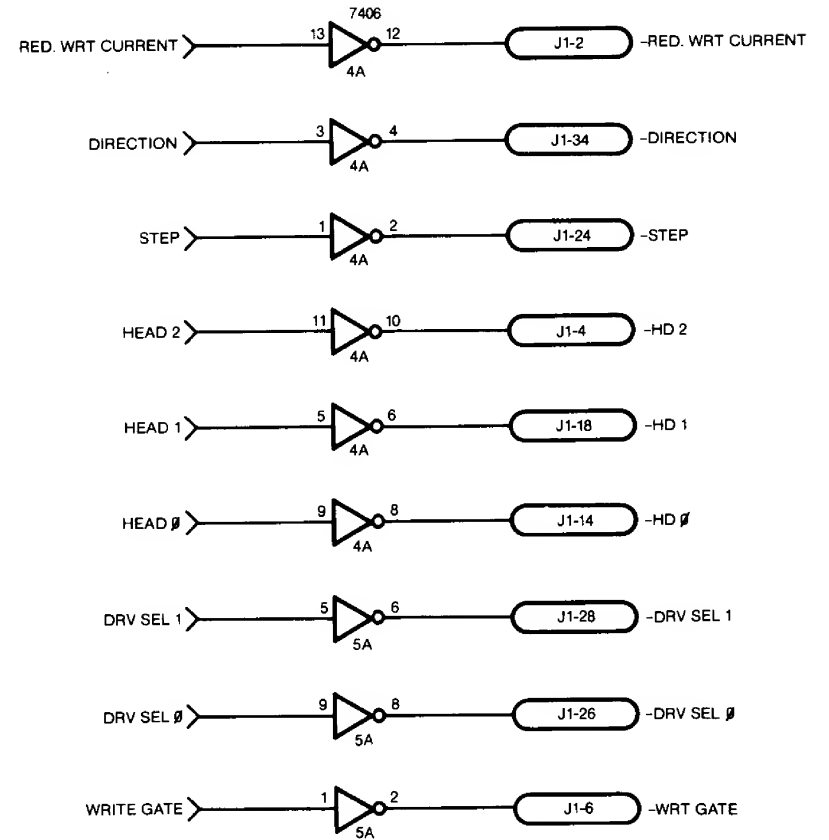 7406
RED. WRT CURRENT 13 12 J1-2 -RED. WRT CURRENT
4A
DIRECTION 3 4 J1-34 -DIRECTION
4A
STEP 1 2 J1-24 -STEP
4A
HEAD 2 11 10 J1-4 -HD 2
4A
HEAD 1 5 6 J1-18 -HD 1
4A
HEAD Ø 9 8 J1-14 -HD Ø
4A
DRV SEL 1 5 6 J1-28 -DRV SEL 1
5A
DRV SEL Ø 9 8 J1-26 -DRV SEL Ø
5A
WRITE GATE 1 2 J1-6 -WRT GATE
5A